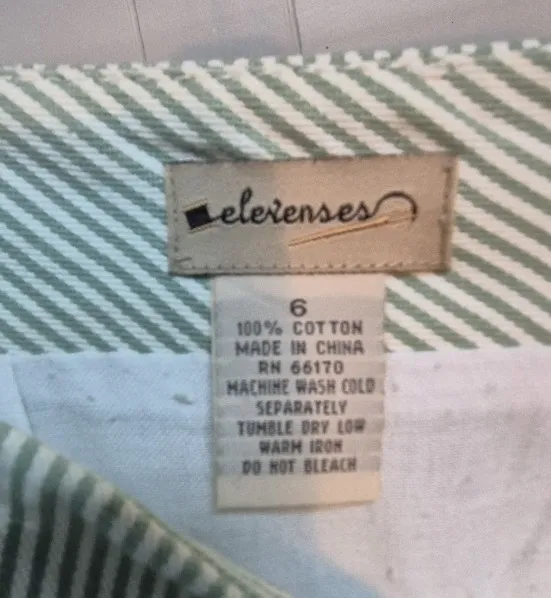 elevenses
6
100% COTTON
MADE IN CHINA
RN 66170
MACHINE WASH COLD
SEPARATELY
TUMBLE DRY LOW
WARM IRON
DO NOT BLEACH